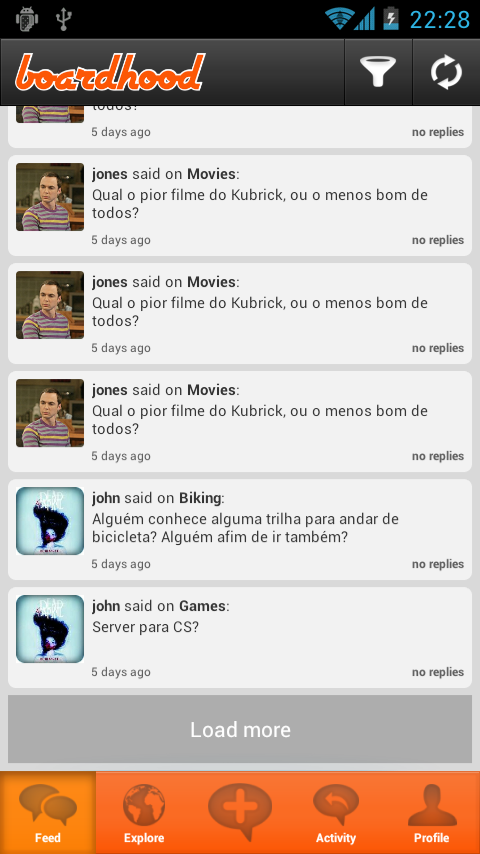 22:28
boardhood
todos?
5 days ago no replies
jones said on Movies:
Qual o pior filme do Kubrick, ou o menos bom de
todos?
5 days ago no replies
jones said on Movies:
Qual o pior filme do Kubrick, ou o menos bom de
todos?
5 days ago no replies
jones said on Movies:
Qual o pior filme do Kubrick, ou o menos bom de
todos?
5 days ago no replies
john said on Biking:
Alguém conhece alguma trilha para andar de
bicicleta? Alguém afim de ir também?
5 days ago no replies
john said on Games:
Server para CS?
5 days ago no replies
Load more
Feed Explore Activity Profile